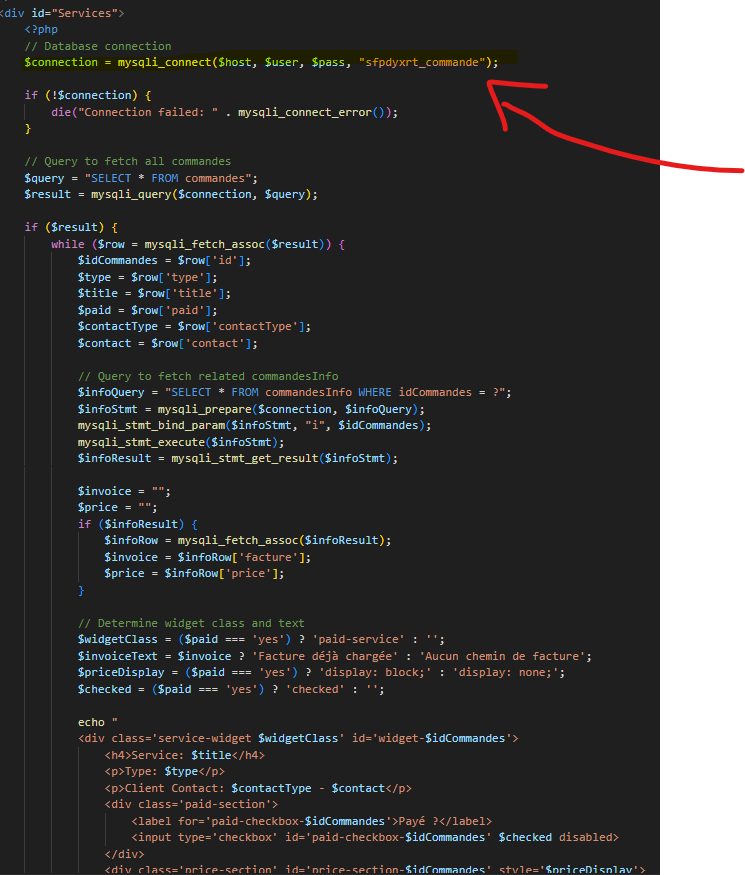 <div id="Services">
<?php
// Database connection
$connection = mysqli_connect($host, $user, $pass, "sfpdyxrt_commande");
if (!$connection) {
die("Connection failed: " . mysqli_connect_error());
}
// Query to fetch all commandes
$query = "SELECT * FROM commandes";
$result = mysqli_query($connection, $query);
if ($result) {
while ($row = mysqli_fetch_assoc($result)) {
$idCommandes = $row['id'];
$type = $row['type'];
$title = $row['title'];
$paid = $row['paid'];
$contactType = $row['contactType'];
$contact = $row['contact'];
// Query to fetch related commandesInfo
$infoQuery = "SELECT * FROM commandesInfo WHERE idCommandes = ?";
$infoStmt = mysqli_prepare($connection, $infoQuery);
mysqli_stmt_bind_param($infoStmt, "i", $idCommandes);
mysqli_stmt_execute($infoStmt);
$infoResult = mysqli_stmt_get_result($infoStmt);
$invoice = "";
$price = "";
if ($infoResult) {
$infoRow = mysqli_fetch_assoc($infoResult);
$invoice = $infoRow['facture'];
$price = $infoRow['price'];
}
// Determine widget class and text
$widgetClass = ($paid === 'yes') ? 'paid-service' : '';
$invoiceText = $invoice ? 'Facture déjà chargée' : 'Aucun chemin de facture';
$priceDisplay = ($paid === 'yes') ? 'display: block;' : 'display: none;';
$checked = ($paid === 'yes') ? 'checked' : '';
echo "
<div class='service-widget $widgetClass' id='widget-$idCommandes'>
<h4>Service: $title</h4>
<p>Type: $type</p>
<p>Client Contact: $contactType - $contact</p>
<div class='paid-section'>
<label for='paid-checkbox-$idCommandes'>Payé ?</label>
<input type='checkbox' id='paid-checkbox-$idCommandes' $checked disabled>
</div>
<div class='price-section' id='price-section-$idCommandes' style='$priceDisplay'>